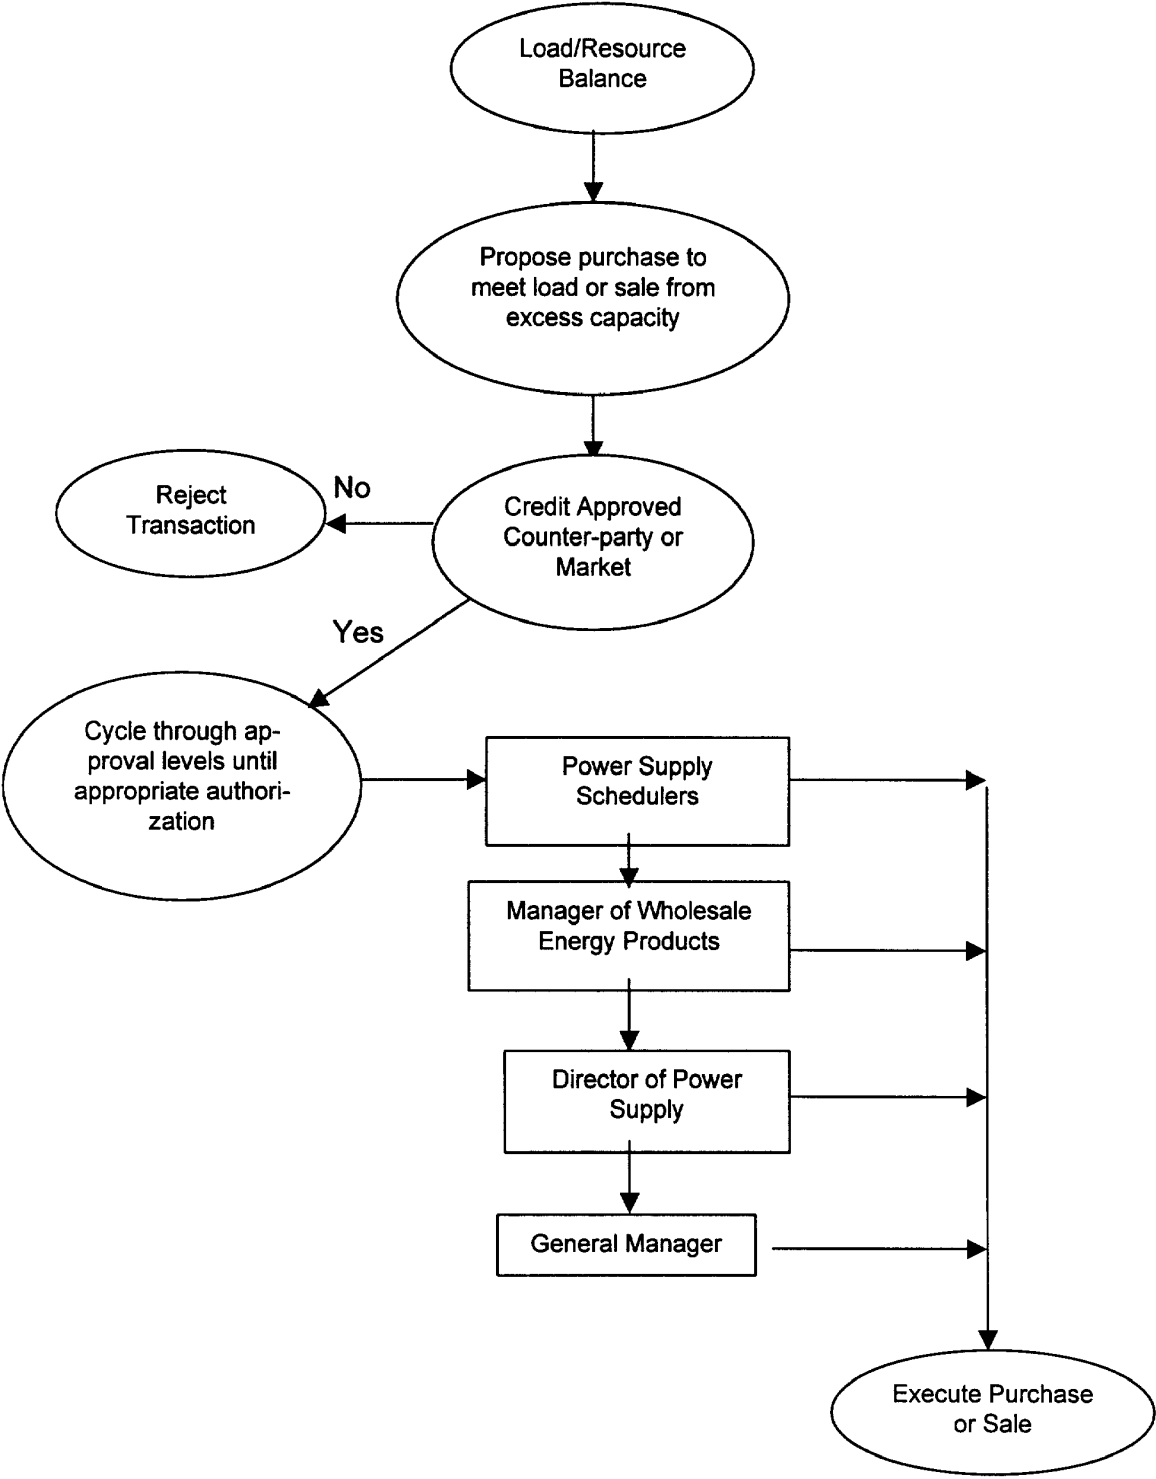 Load/Resource
Balance
Propose purchase to
meet load or sale from
excess capacity
No
Reject
Transaction
Credit Approved
Counter-party or
Market
Yes
Cycle through ap-
proval levels until
appropriate authori-
zation
Power Supply
Schedulers
Manager of Wholesale
Energy Products
Director of Power
Supply
General Manager
Execute Purchase
or Sale